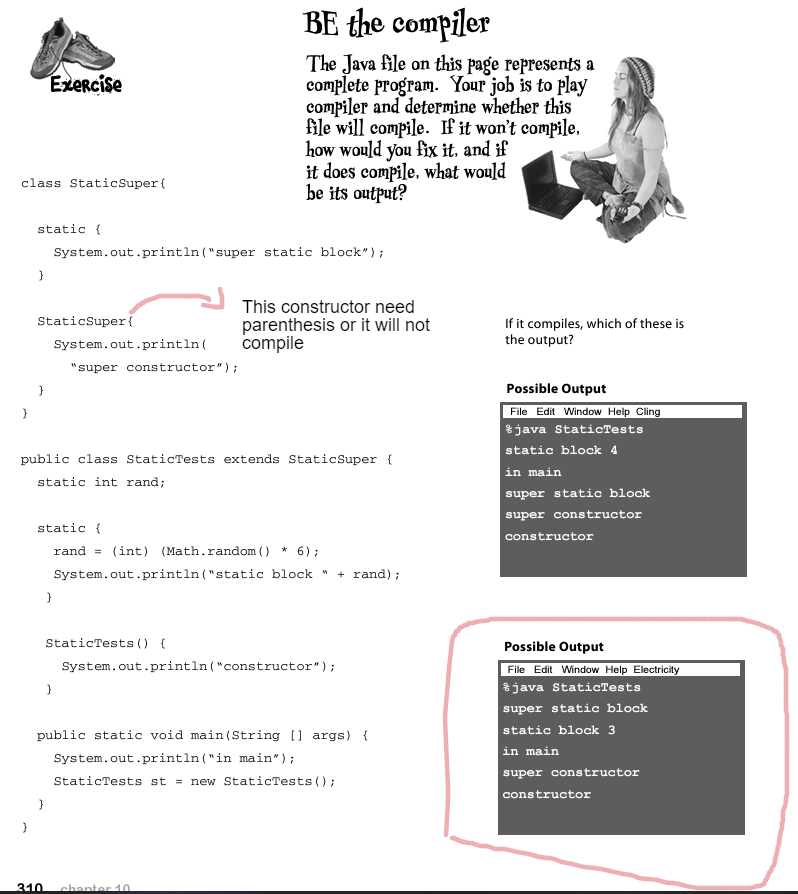 BE the compiler
The Java file on this page represents a
complete program. Your job is to play
compiler and determine whether this
file will compile. If it won't compile,
how would you fix it, and if
it does compile, what would
be its output?
Exercise
class StaticSuper{
static {
System.out.println(“super static block”);
}
StaticSuper{
System.out.println(
“super constructor”);
}
}
This constructor need
parenthesis or it will not
compile
public class StaticTests extends StaticSuper {
static int rand;
static {
rand = (int) (Math.random() * 6);
System.out.println(“static block “ + rand);
}
StaticTests() {
System.out.println(“constructor”);
}
public static void main(String [] args) {
System.out.println(“in main”);
StaticTests st = new StaticTests();
}
}
If it compiles, which of these is
the output?
Possible Output
File Edit Window Help Cling
%java StaticTests
static block 4
in main
super static block
super constructor
constructor
Possible Output
File Edit Window Help Electricity
%java StaticTests
super static block
static block 3
in main
super constructor
constructor
310 chapter 10